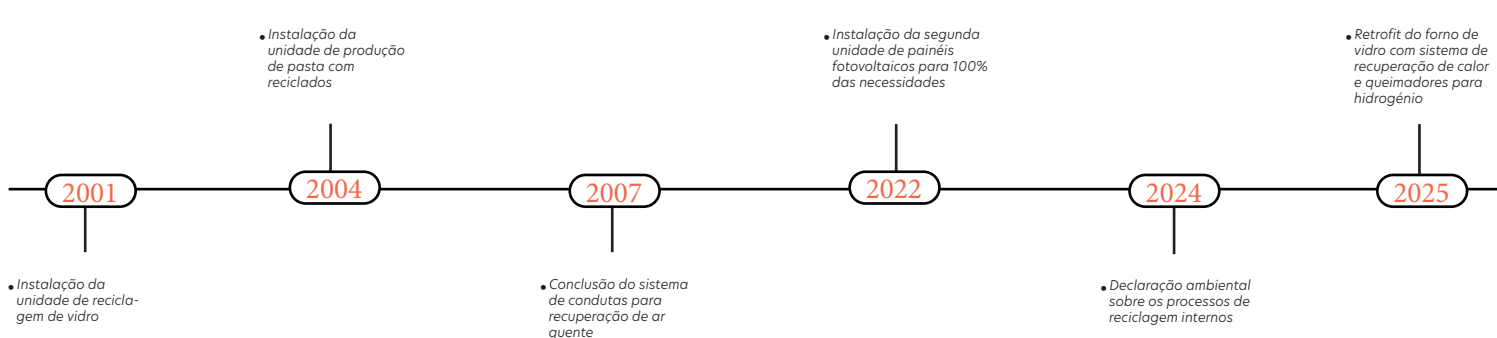 Instalação da
unidade de produção
de pasta com
reciclados
Instalação da segunda
unidade de painéis
fotovoltaicos para 100%
das necessidades
Retrofit do forno de
vidro com sistema de
recuperação de calor
e queimadores para
hidrogénio
2001
2004
2007
2022
2024
2025
Instalação da
unidade de recicla-
gem de vidro
Conclusão do sistema
de condutas para
recuperação de ar
quente
Declaração ambiental
sobre os processos de
reciclagem internos